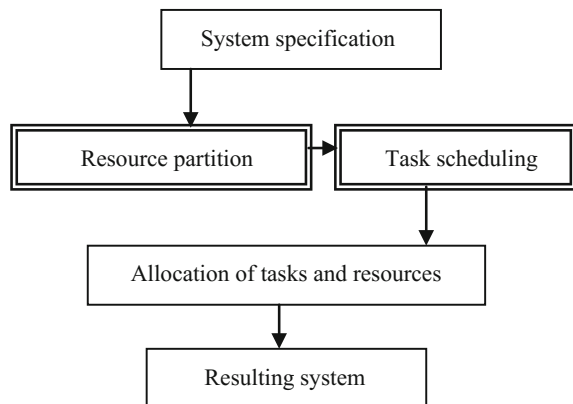 System specification
Resource partition
Task scheduling
Allocation of tasks and resources
Resulting system